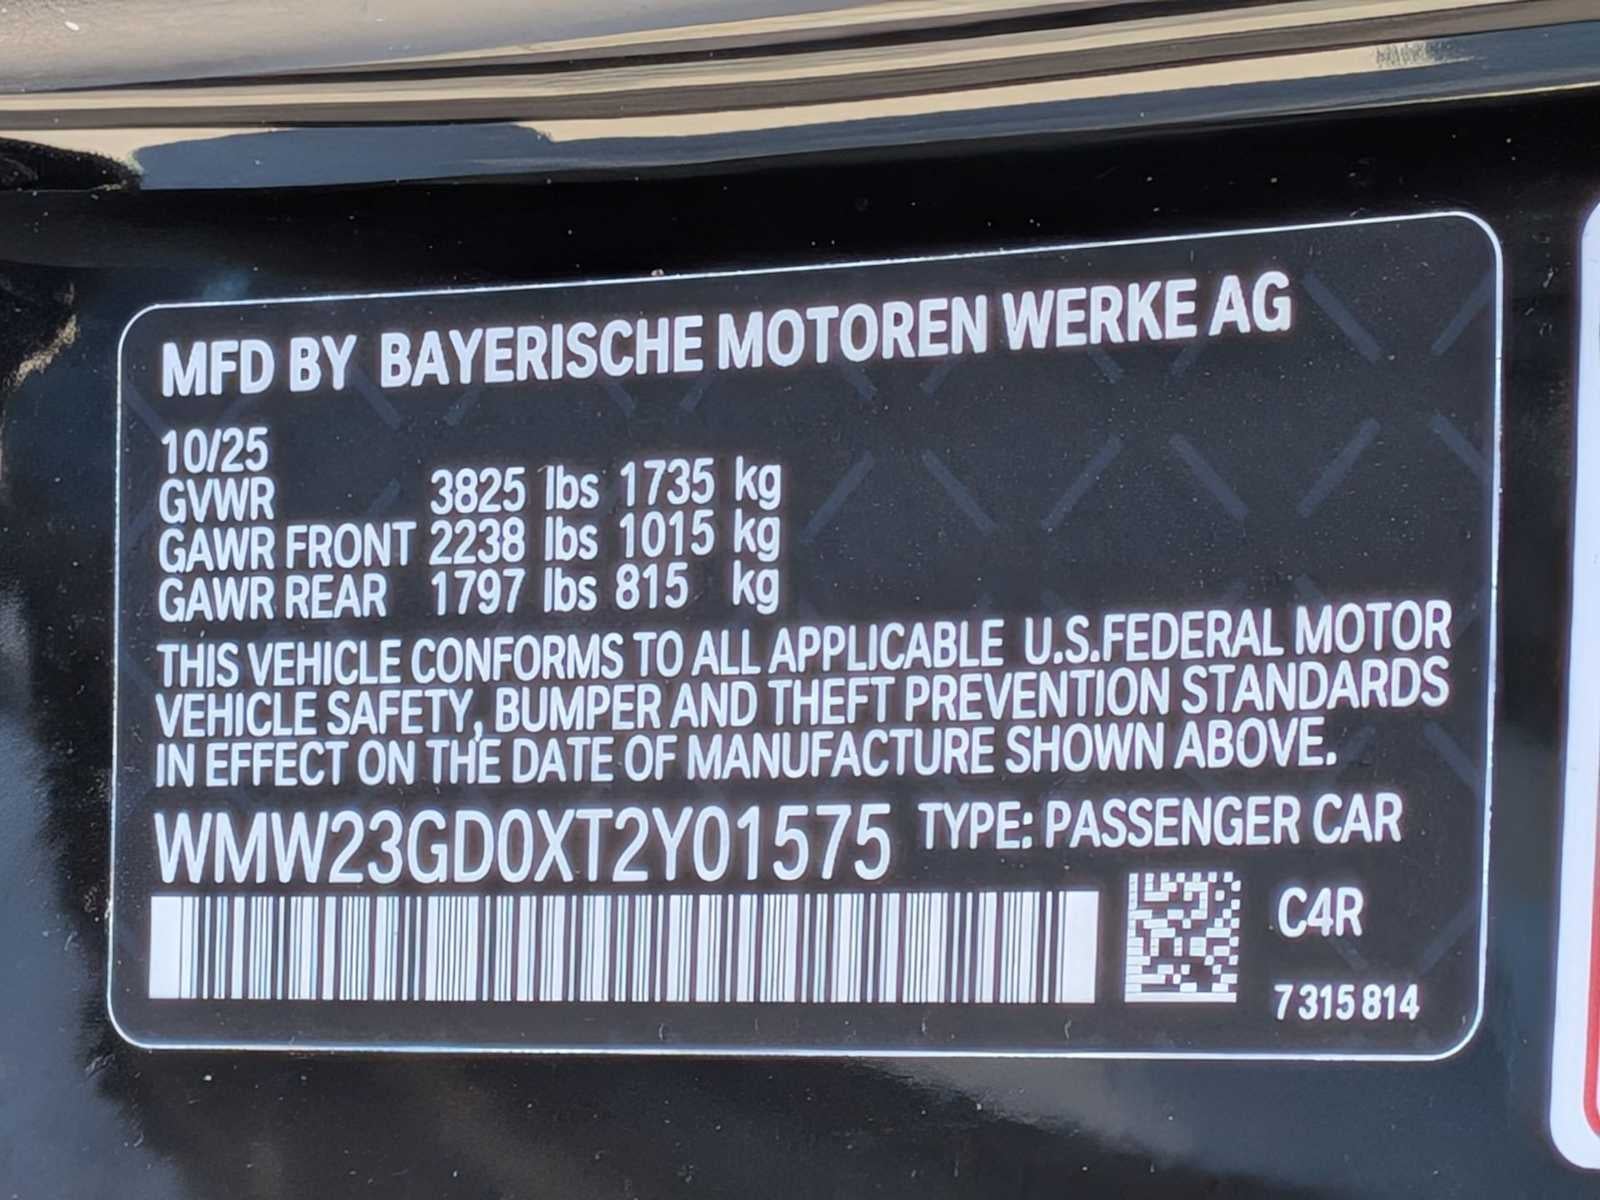 MFD BY BAYERISCHE MOTOREN WERKE AG
10/25
GVWR 3825 lbs 1735 kg
GAWR FRONT 2238 lbs 1015 kg
GAWR REAR 1797 lbs 815 kg
THIS VEHICLE CONFORMS TO ALL APPLICABLE U.S.FEDERAL MOTOR
VEHICLE SAFETY, BUMPER AND THEFT PREVENTION STANDARDS
IN EFFECT ON THE DATE OF MANUFACTURE SHOWN ABOVE.
WMW23GD0XT2Y01575 TYPE: PASSENGER CAR
C4R
7 315 814